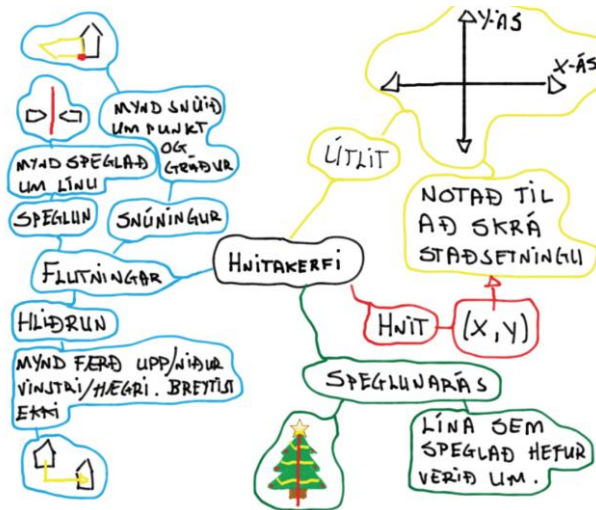 Y-ÁS
X-ÁS
MYND SNÚIÐ
UM PUNKT
OG
GRÁÐUR
ÚTLIT
MYND SPEGLAÐ
UM LÍNU
NOTAÐ TIL
AÐ SKRÁ
STAÐSETNINGU
SPEGLUN
SNÚNINGUR
HNITAKERFI
FLUTNINGAR
HNIT
(X,Y)
HLIÐRUN
MYND FÆRÐ UPP/NIÐUR
VINSTRI/HÆGRI. BREYTIST
EKKI
SPEGLUNARÁS
LÍNA SEM
SPEGLAÐ HEFUR
VERIÐ UM.